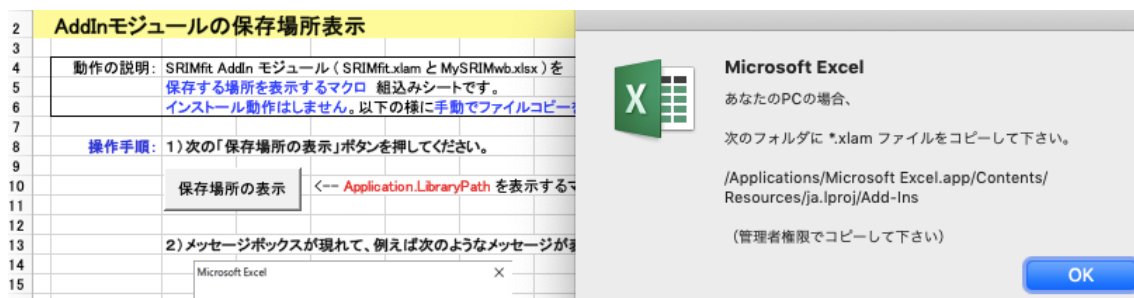 2 AddInモジュールの保存場所表示
3
4 動作の説明: SRIMfit AddIn モジュール ( SRIMfit.xlam と MySRIMwb.xlsx ) を
5 保存する場所を表示するマクロ 組込みシートです。
6 インストール動作はしません。以下の様に手動でファイルコピー
7
8 操作手順: 1)次の「保存場所の表示」ボタンを押してください。
9
10 保存場所の表示 <-- Application.LibraryPath を表示する
11
12
13 2)メッセージボックスが現れて、例えば次のようなメッセージが
14 Microsoft Excel ×
15
X
Microsoft Excel
あなたのPCの場合、
次のフォルダに *.xlam ファイルをコピーして下さい。
/Applications/Microsoft Excel.app/Contents/
Resources/ja.lproj/Add-Ins
(管理者権限でコピーして下さい)
OK